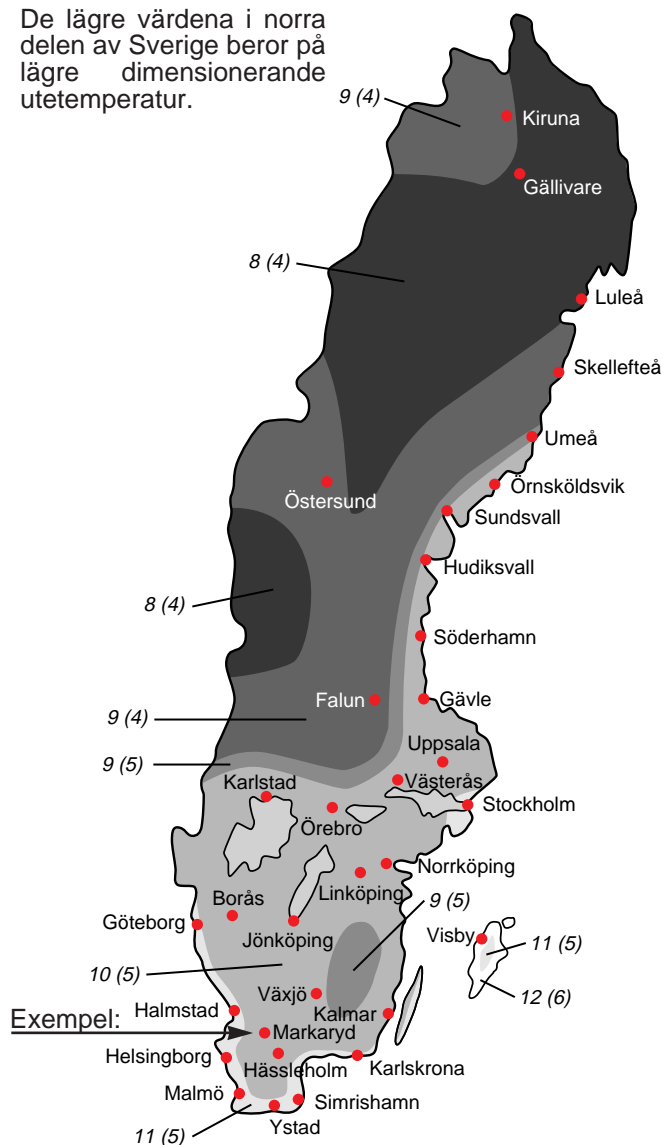 De lägre värdena i norra
delen av Sverige beror på
lägre dimensionerande
utetemperatur.
9 (4)
Kiruna
Gällivare
8 (4)
Luleå
Skellefteå
Umeå
Östersund
Örnsköldsvik
Sundsvall
Hudiksvall
8 (4)
Söderhamn
Falun
Gävle
9 (4)
Uppsala
9 (5)
Karlstad
Västerås
Stockholm
Örebro
Norrköping
Linköping
9 (5)
Borås
Göteborg
Jönköping
Visby
11 (5)
10 (5)
12 (6)
Växjö
Halmstad
Kalmar
Exempel:
Markaryd
Helsingborg
Hässleholm
Karlskrona
Malmö
Simrishamn
Ystad
11 (5)